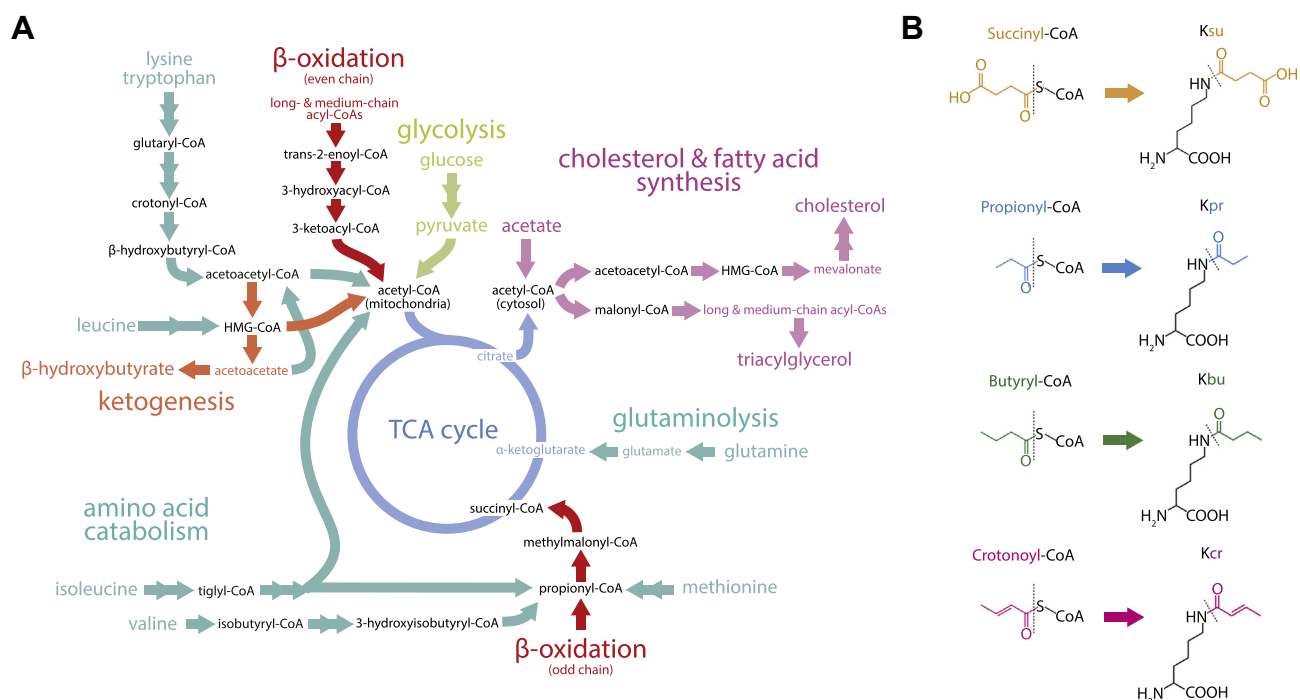 A
lysine
tryptophan
glutaryl-CoA
crotonyl-CoA
β-hydroxybutyryl-CoA
β-oxidation
(even chain)
long- & medium-chain
acyl-CoAs
trans-2-enoyl-CoA
3-hydroxyacyl-CoA
3-ketoacyl-CoA
glycolysis
glucose
pyruvate
cholesterol & fatty acid
synthesis
acetate
cholesterol
acetoacetyl-CoA
HMG-CoA
mevalonate
acetyl-CoA
(cytosol)
malonyl-CoA
long & medium-chain acyl-CoAs
triacylglycerol
acetoacetyl-CoA
acetyl-CoA
(mitochondria)
leucine
HMG-CoA
β-hydroxybutyrate
acetoacetate
ketogenesis
citrate
TCA cycle
glutaminolysis
α-ketoglutarate
glutamate
glutamine
succinyl-CoA
methylmalonyl-CoA
amino acid
catabolism
isoleucine
tiglyl-CoA
propionyl-CoA
methionine
valine
isobutyryl-CoA
3-hydroxyisobutyryl-CoA
β-oxidation
(odd chain)
B
Succinyl-CoA
Ksu
O
HO
O
S
CoA
O
O
OH
HN
H2N
COOH
Propionyl-CoA
Kpr
O
S
CoA
O
HN
H2N
COOH
Butyryl-CoA
Kbu
O
S
CoA
O
HN
H2N
COOH
Crotonoyl-CoA
Kcr
O
S
CoA
O
HN
H2N
COOH